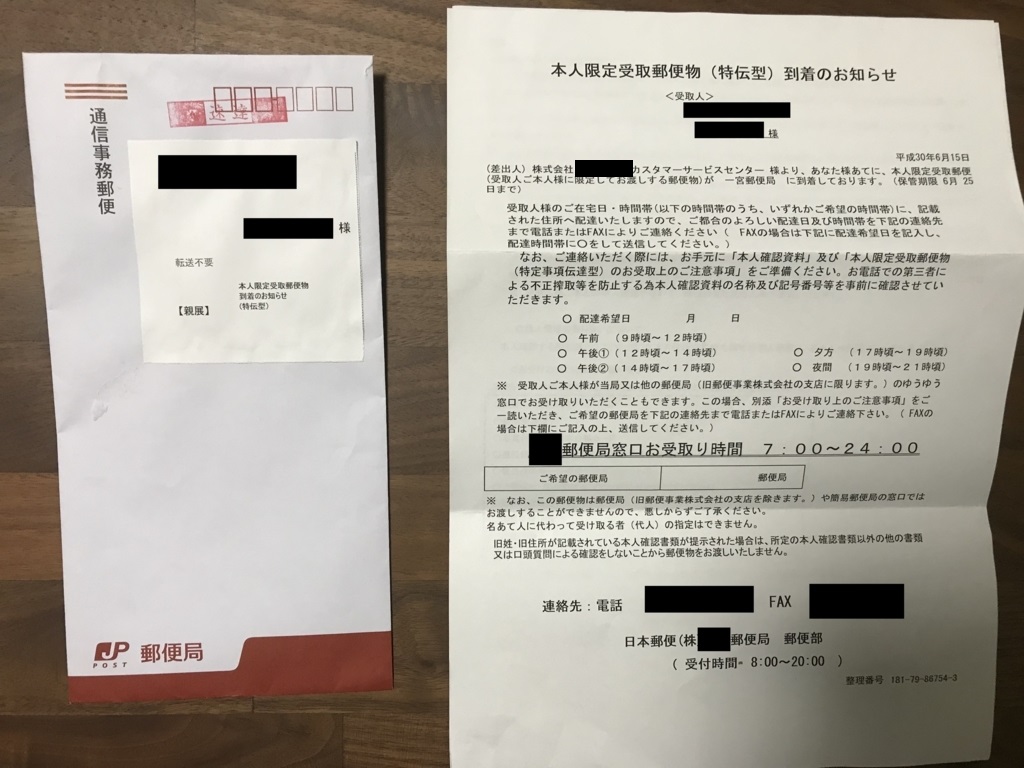 通信事務郵便
速達
様
転送不要
本人限定受取郵便物
到着のお知らせ
(特伝型)
【親展】
JP
POST
郵便局
本人限定受取郵便物（特伝型）到着のお知らせ
＜受取人＞
様
平成30年6月15日
(差出人) 株式会社 カスタマーサービスセンター 様より、あなた様あてに、本人限定受取郵便
(受取人ご本人様に限定してお渡しする郵便物)が 一宮郵便局 に到着しております。（保管期限 6月 25
日まで）
受取人様のご在宅日・時間帯(以下の時間帯のうち、いずれかご希望の時間帯)に、記載
された住所へ配達いたしますので、ご都合のよろしい配達日及び時間帯を下記の連絡先
まで電話またはFAXによりご連絡ください（ FAXの場合は下記に配達希望日を記入し、
配達時間帯に〇をして送信してください。）
なお、ご連絡いただく際には、お手元に「本人確認資料」及び「本人限定受取郵便物
(特定事項伝達型）のお受取上のご注意事項」をご準備ください。お電話での第三者に
よる不正搾取等を防止する為本人確認資料の名称及び記号番号等を事前に確認させてい
ただきます。
〇 配達希望日 月 日
〇 午前 （9時頃～12時頃）
〇 午後①（12時頃～14時頃） 〇 夕方 （17時頃～19時頃）
〇 午後②（14時頃～17時頃） 〇 夜間 （19時頃～21時頃）
※ 受取人ご本人様が当局又は他の郵便局（旧郵便事業株式会社の支店に限ります。）のゆうゆう
窓口でお受取りいただくこともできます。この場合、別添「お受け取り上のご注意事項」をご
一読いただき、ご希望の郵便局を下記の連絡先まで電話またはFAXによりご連絡下さい。（ FAXの
場合は下欄にご記入の上、送信してください。）
郵便局窓口お受取り時間 7：00～24：00
ご希望の郵便局 郵便局
※ なお、この郵便物は郵便局（旧郵便事業株式会社の支店を除きます。）や簡易郵便局の窓口では
お渡しすることができませんので、悪しからずご了承ください。
名あて人に代わって受け取る者（代人）の指定はできません。
旧姓・旧住所が記載されている本人確認書類が提示された場合は、所定の本人確認書類以外の他の書類
又は口頭質問による確認をしないことから郵便物をお渡しいたしません。
連絡先：電話 FAX
日本郵便(株 郵便局 郵便部
（ 受付時間= 8:00～20:00 ）
整理番号 181-79-86754-3